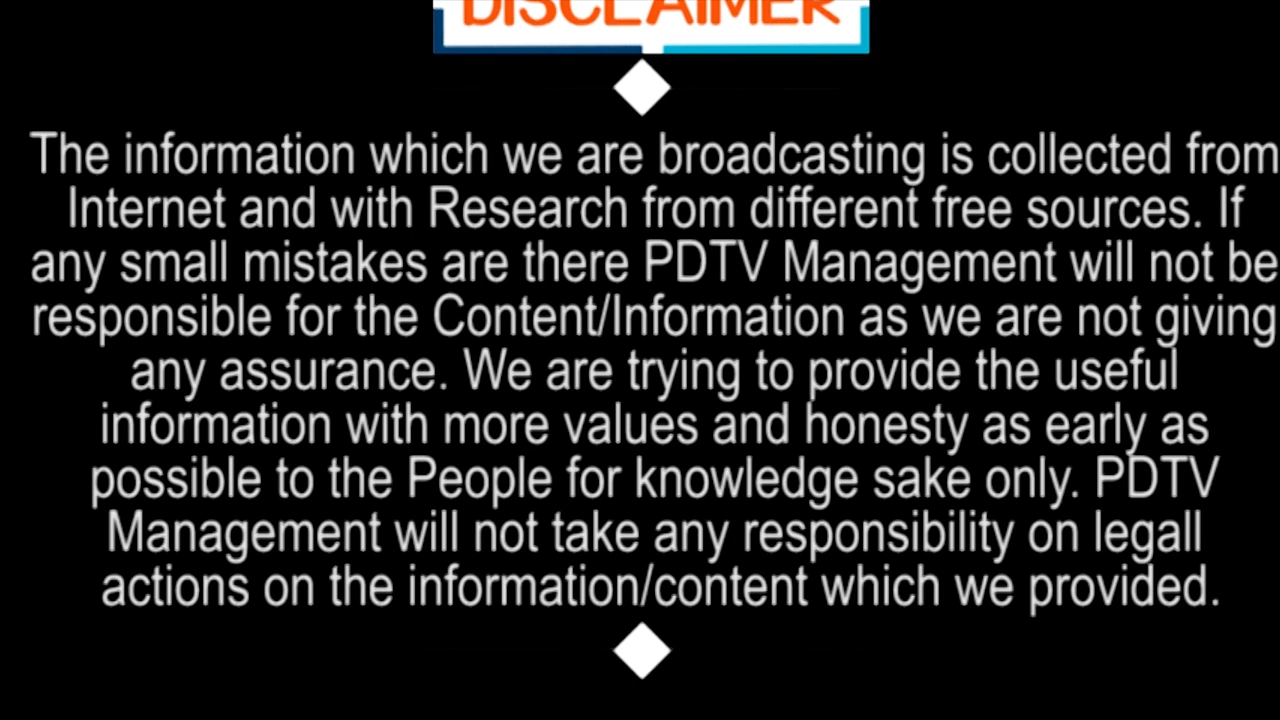 DISCLAIMER
The information which we are broadcasting is collected from
Internet and with Research from different free sources. If
any small mistakes are there PDTV Management will not be
responsible for the Content/Information as we are not giving
any assurance. We are trying to provide the useful
information with more values and honesty as early as
possible to the People for knowledge sake only. PDTV
Management will not take any responsibility on legall
actions on the information/content which we provided.